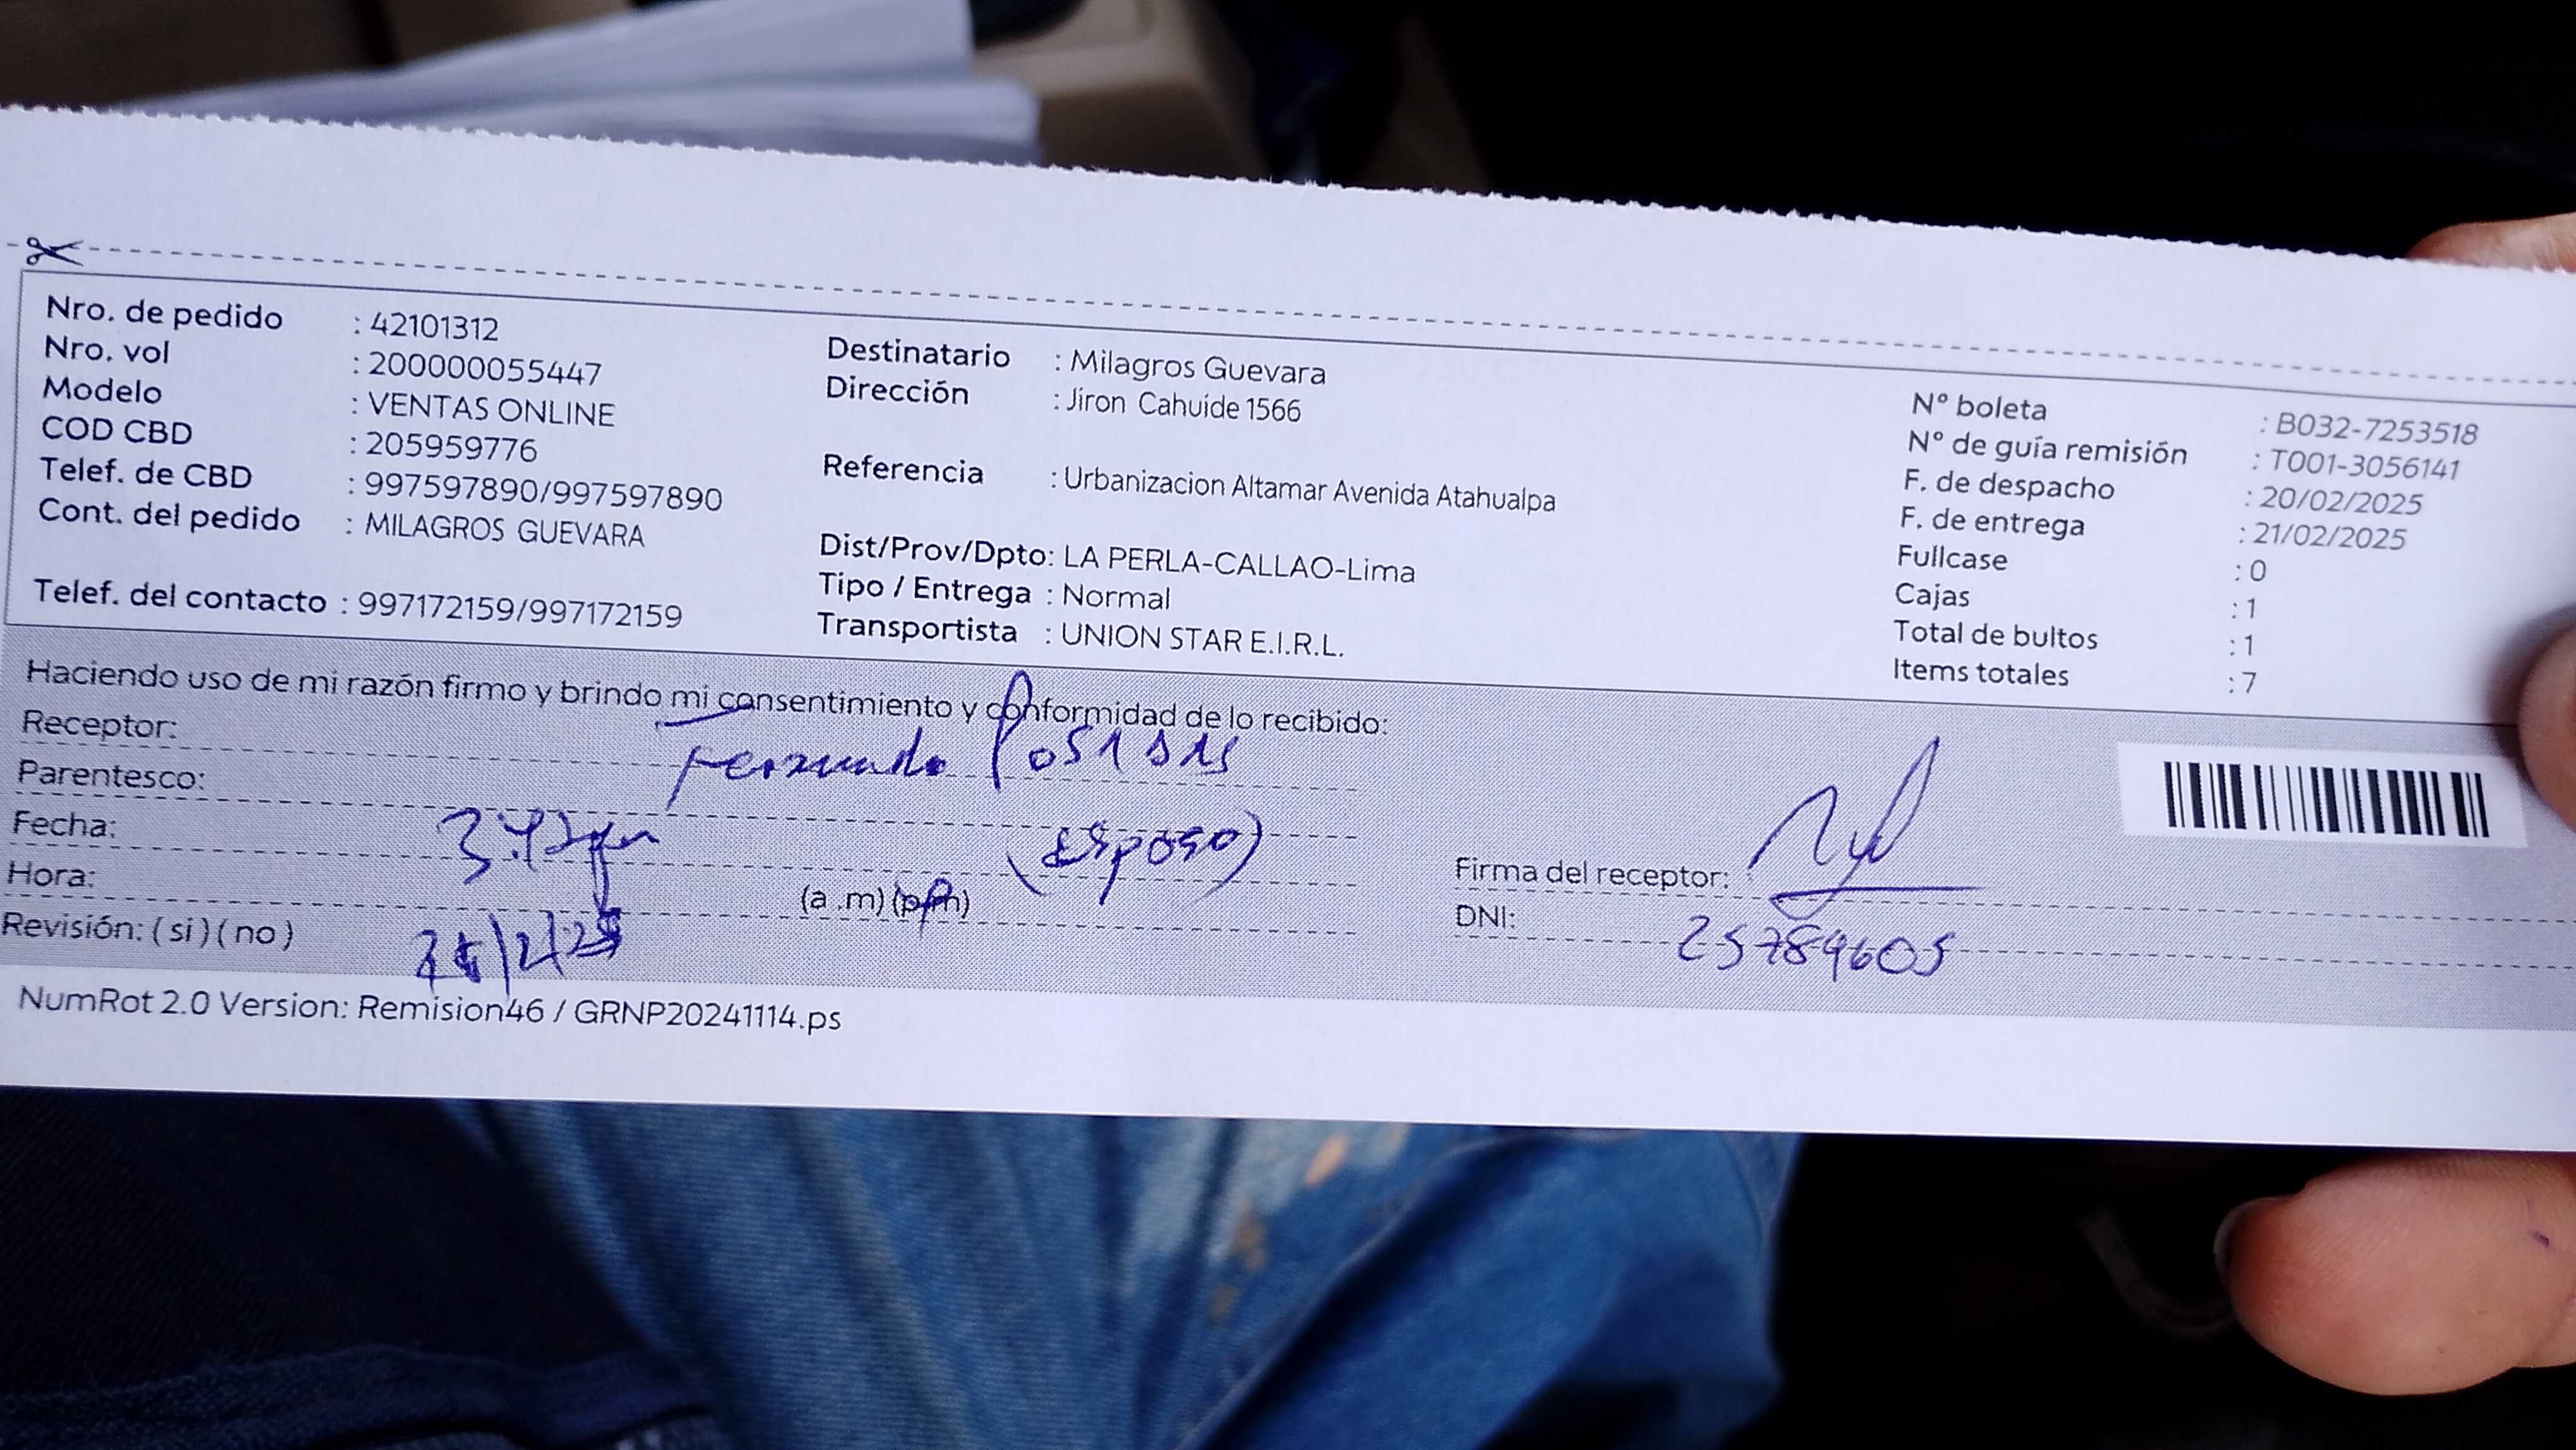 Nro. de pedido : 42101312
Nro. vol : 200000055447
Modelo : VENTAS ONLINE
COD CBD : 205959776
Telef. de CBD : 997597890/997597890
Cont. del pedido : MILAGROS GUEVARA
Telef. del contacto : 997172159/997172159
Destinatario : Milagros Guevara
Dirección : Jiron Cahuide 1566
Referencia : Urbanizacion Altamar Avenida Atahualpa
Dist/Prov/Dpto: LA PERLA-CALLAO-Lima
Tipo / Entrega : Normal
Transportista : UNION STAR E.I.R.L.
Nº boleta : B032-7253518
Nº de guía remisión : T001-3056141
F. de despacho : 20/02/2025
F. de entrega : 21/02/2025
Fullcase : 0
Cajas : 1
Total de bultos : 1
Items totales : 7
Haciendo uso de mi razón firmo y brindo mi consentimiento y conformidad de lo recibido:
Receptor: Fernando
Parentesco: (esposo)
Fecha:
Hora: (a .m) (p.m)
Revisión: ( si ) ( no )
Firma del receptor:
DNI: 25789605
NumRot 2.0 Version: Remision46 / GRNP20241114.ps